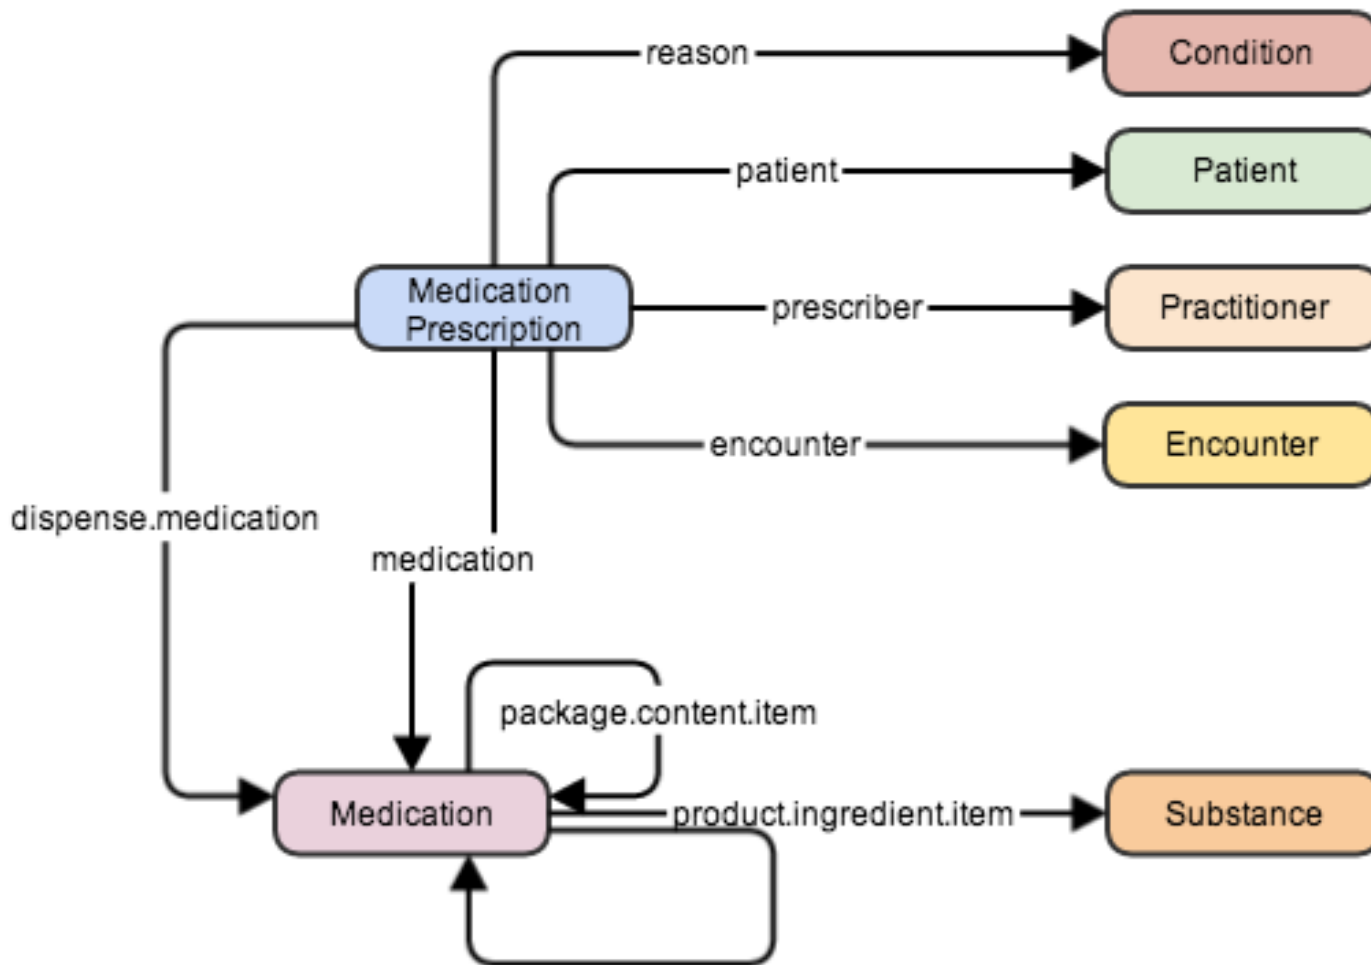 reason
Condition
patient
Patient
Medication
Prescription
prescriber
Practitioner
encounter
Encounter
dispense.medication
medication
package.content.item
Medication
product.ingredient.item
Substance